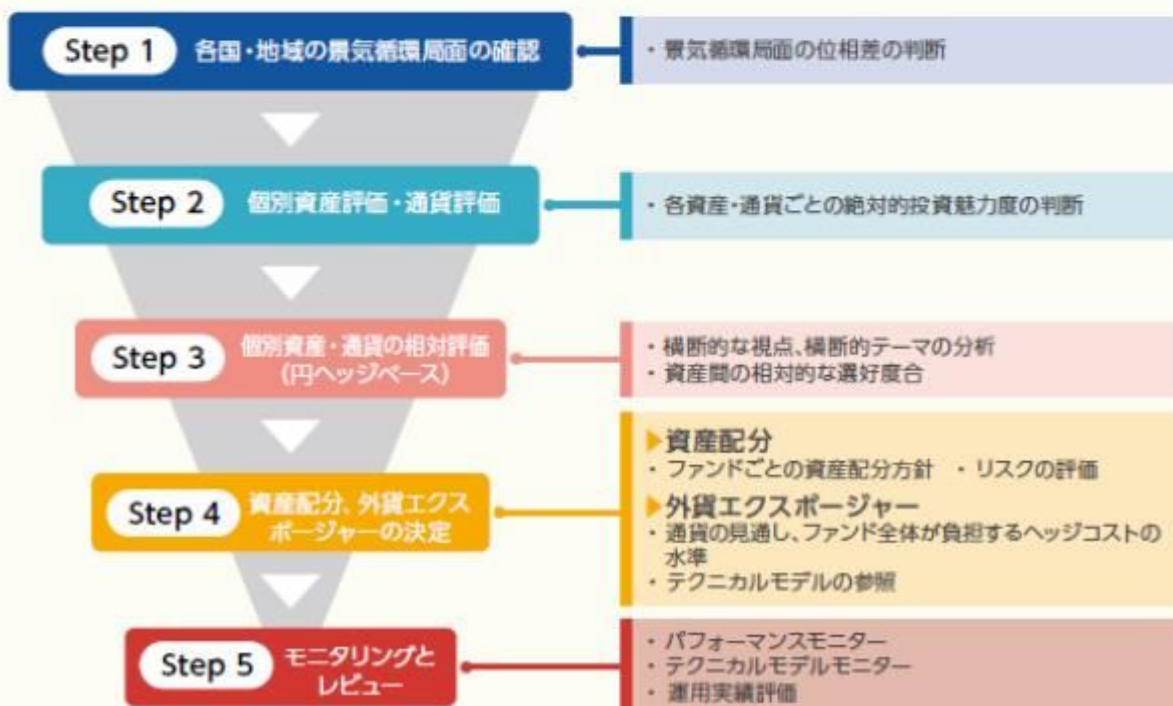 Step 1 各国・地域の景気循環局面の確認
・景気循環局面の位相差の判断
Step 2 個別資産評価・通貨評価
・各資産・通貨ごとの絶対的投資魅力度の判断
Step 3 個別資産・通貨の相対評価
(円ヘッジベース)
・横断的な視点、横断的テーマの分析
・資産間の相対的な選好度合
Step 4 資産配分、外貨エクス
ポージャーの決定
▶資産配分
・ファンドごとの資産配分方針 ・リスクの評価
▶外貨エクスポージャー
・通貨の見通し、ファンド全体が負担するヘッジコストの
水準
・テクニカルモデルの参照
Step 5 モニタリングと
レビュー
・パフォーマンスモニター
・テクニカルモデルモニター
・運用実績評価